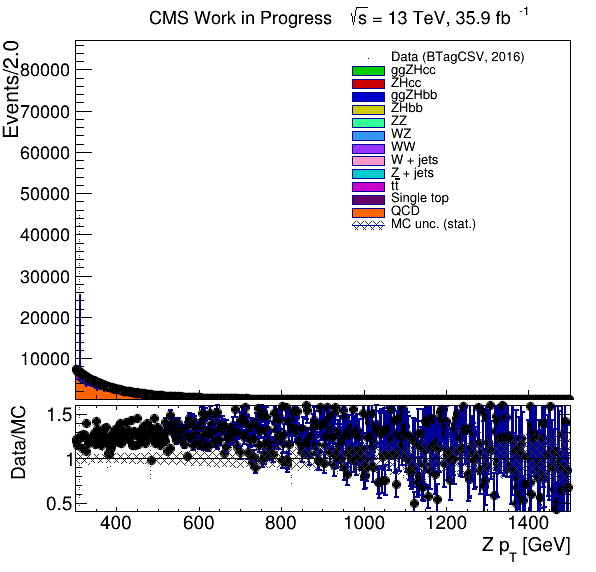 CMS Work in Progress √s = 13 TeV, 35.9 fb -1
Events/2.0
80000
70000
60000
50000
40000
30000
20000
10000
Data (BTagCSV, 2016)
ggZHcc
ZHcc
ggZHbb
ZHbb
ZZ
WZ
WW
W + jets
Z + jets
tt̄
Single top
QCD
MC unc. (stat.)
Data/MC
1.5
1
0.5
400 600 800 1000 1200 1400
Z pT [GeV]